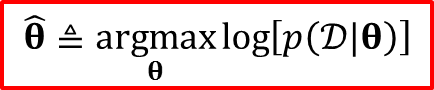 𝛉̂ ≜ argmax log[𝑝(𝒟|𝛉)]
𝛉